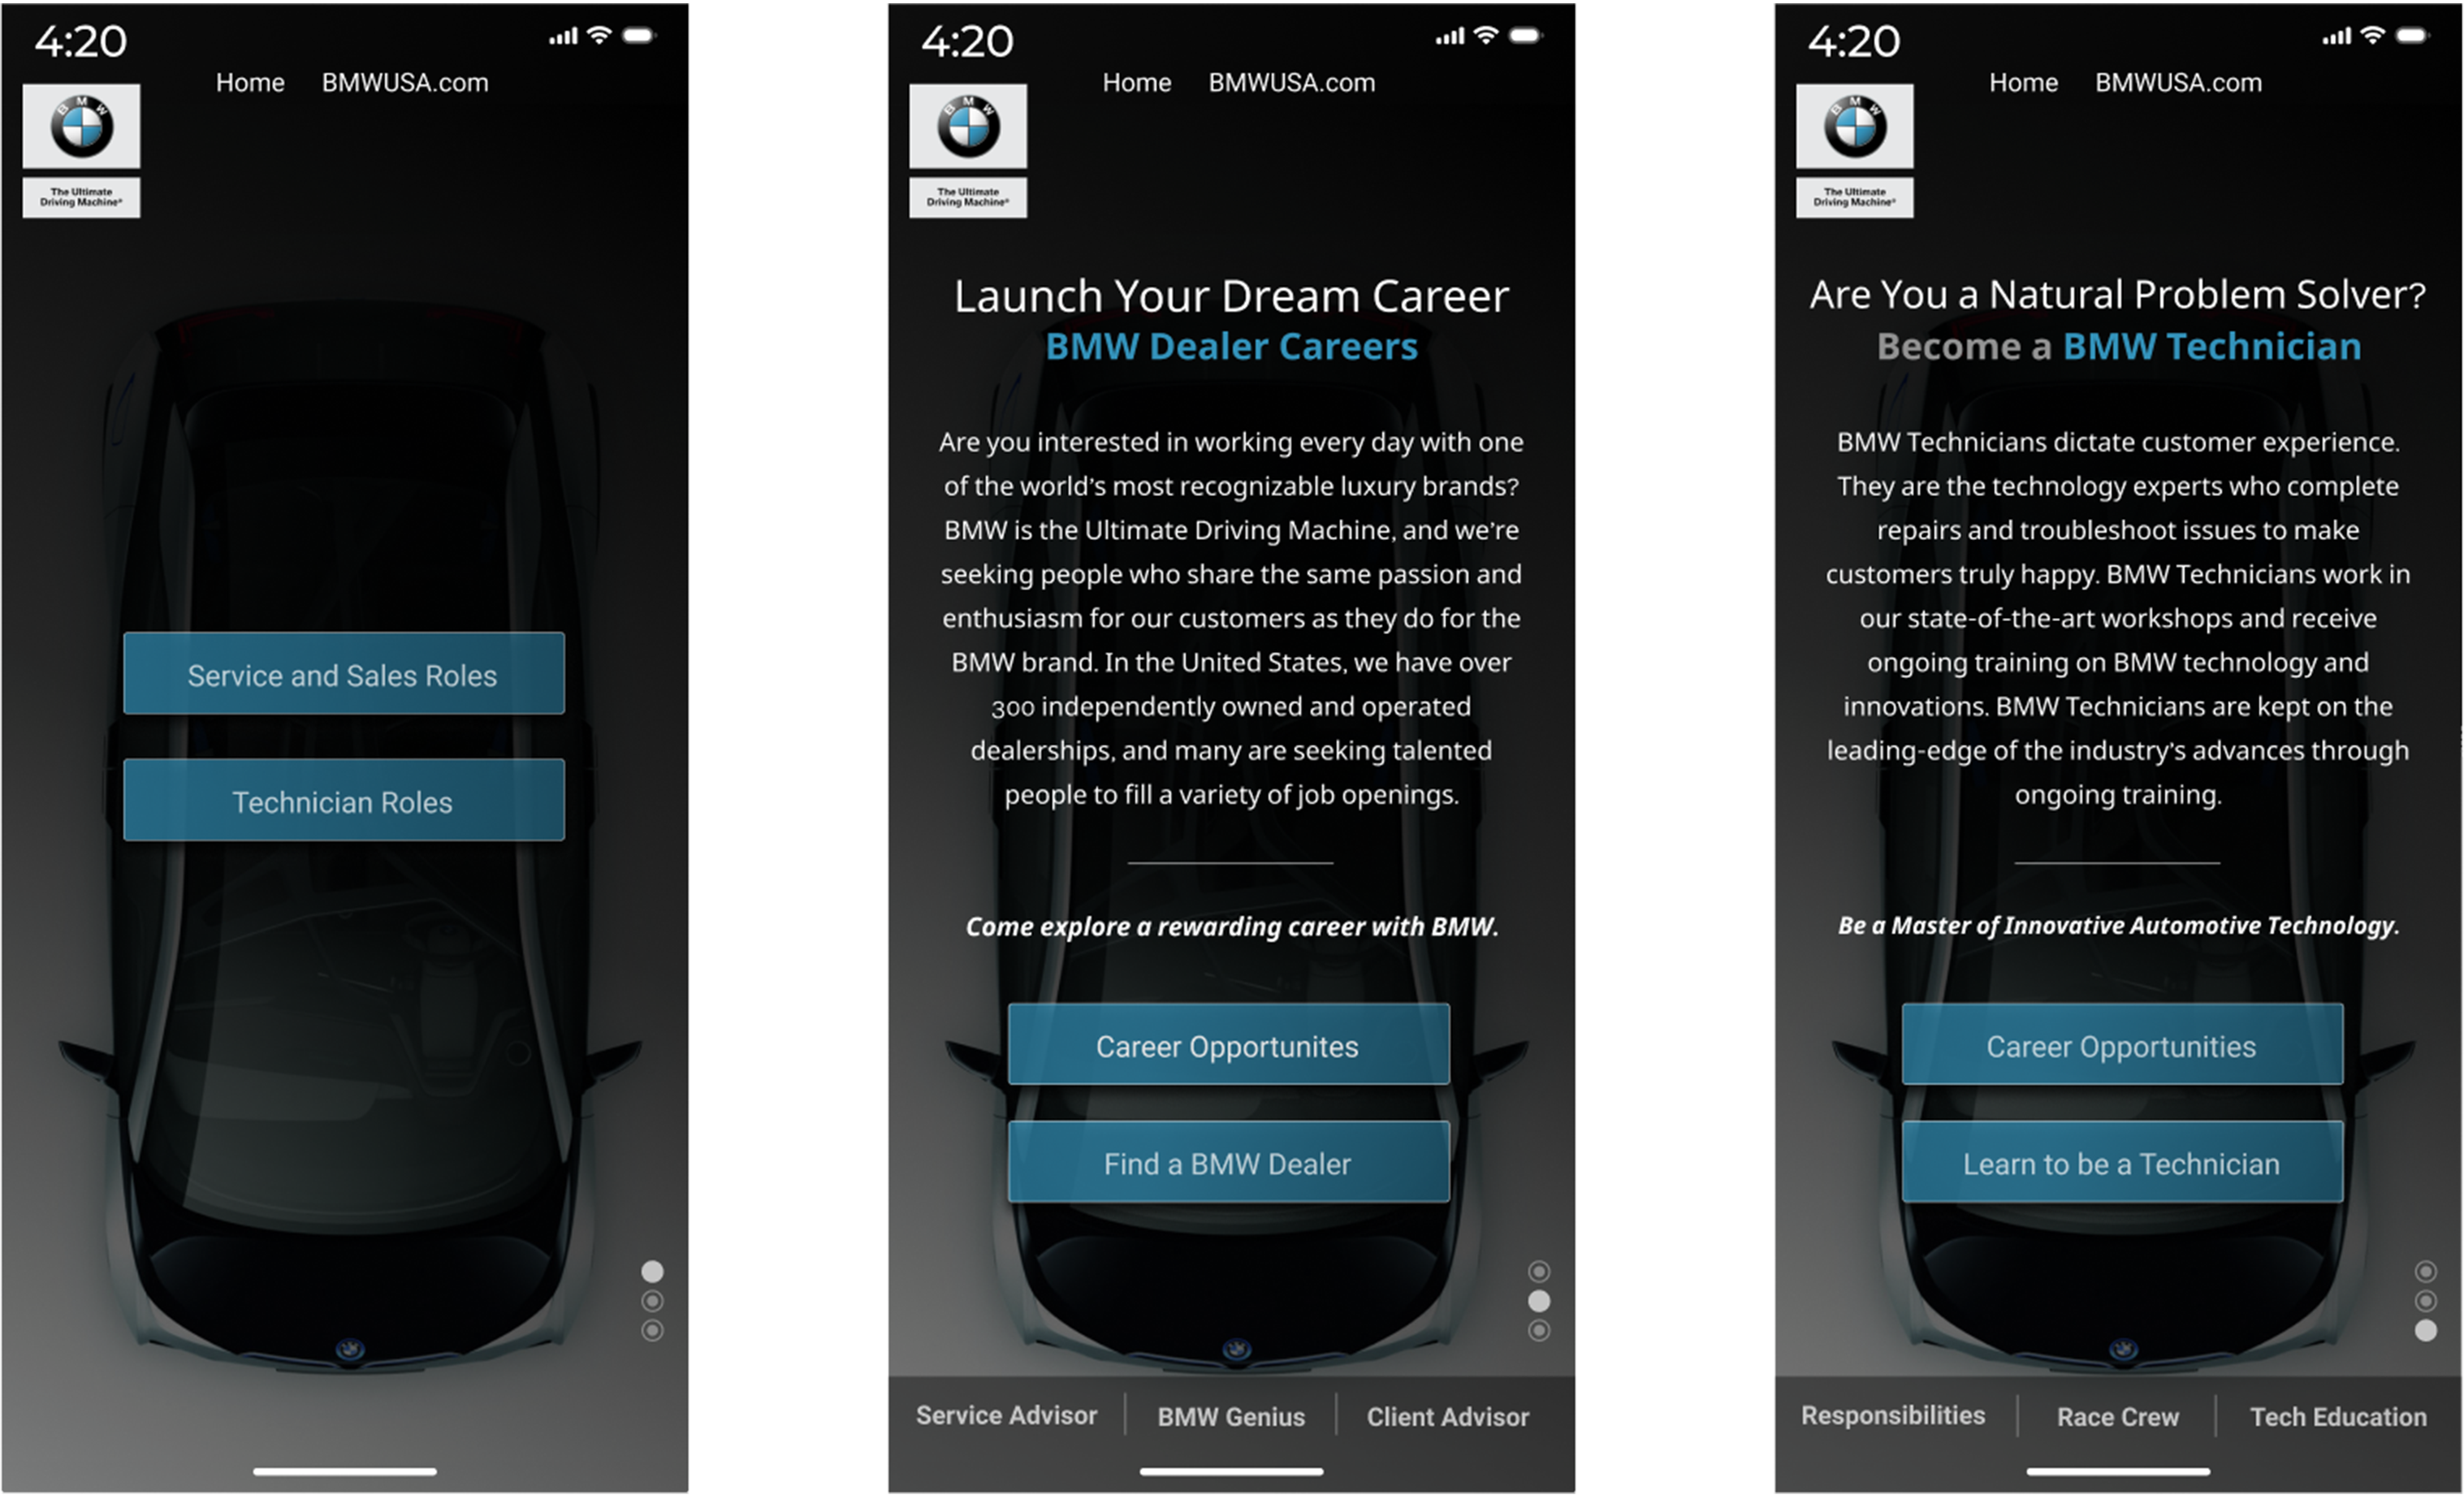 4:20
Home BMWUSA.com
BMW
The Ultimate
Driving Machine®
Service and Sales Roles
Technician Roles
4:20
Home BMWUSA.com
BMW
The Ultimate
Driving Machine®
Launch Your Dream Career
BMW Dealer Careers
Are you interested in working every day with one
of the world's most recognizable luxury brands?
BMW is the Ultimate Driving Machine, and we're
seeking people who share the same passion and
enthusiasm for our customers as they do for the
BMW brand. In the United States, we have over
300 independently owned and operated
dealerships, and many are seeking talented
people to fill a variety of job openings.
Come explore a rewarding career with BMW.
Career Opportunites
Find a BMW Dealer
Service Advisor | BMW Genius | Client Advisor
4:20
Home BMWUSA.com
BMW
The Ultimate
Driving Machine®
Are You a Natural Problem Solver?
Become a BMW Technician
BMW Technicians dictate customer experience.
They are the technology experts who complete
repairs and troubleshoot issues to make
customers truly happy. BMW Technicians work in
our state-of-the-art workshops and receive
ongoing training on BMW technology and
innovations. BMW Technicians are kept on the
leading-edge of the industry's advances through
ongoing training.
Be a Master of Innovative Automotive Technology.
Career Opportunities
Learn to be a Technician
Responsibilities | Race Crew | Tech Education